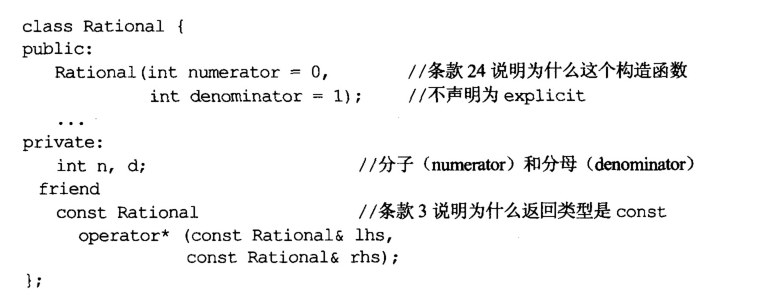 class Rational {
public:
Rational(int numerator = 0, //条款 24 说明为什么这个构造函数
int denominator = 1); //不声明为 explicit
...
private:
int n, d; //分子（numerator）和分母（denominator）
friend
const Rational //条款 3 说明为什么返回类型是 const
operator* (const Rational& lhs,
const Rational& rhs);
};